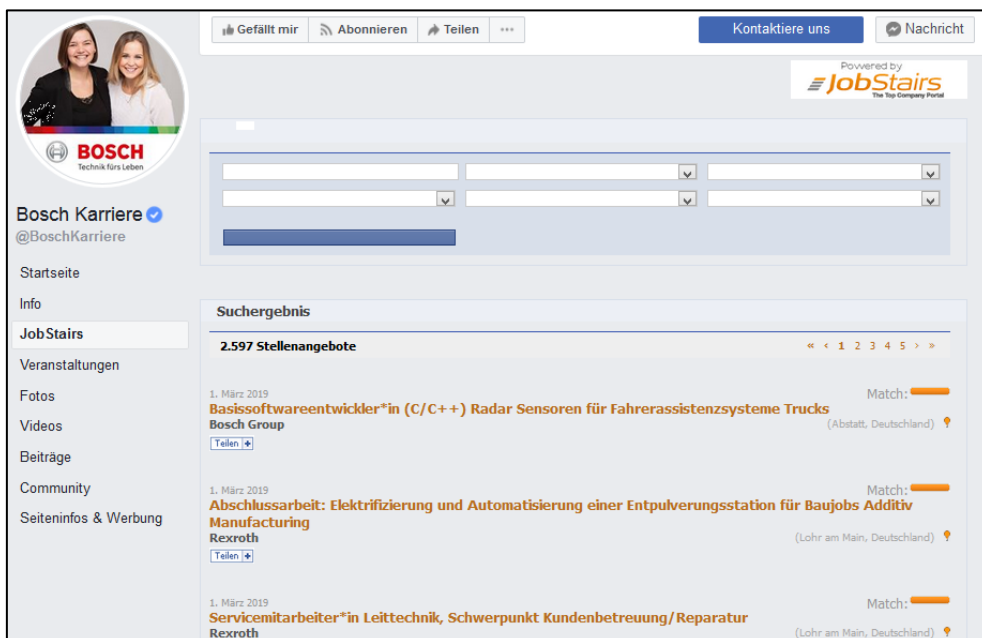 Gefällt mir Abonnieren Teilen ... Kontaktiere uns Nachricht
Powered by
JobStairs
The Top Company Portal
BOSCH
Technik fürs Leben
Bosch Karriere
@BoschKarriere
Startseite
Info
JobStairs
Veranstaltungen
Fotos
Videos
Beiträge
Community
Seiteninfos & Werbung
Suchergebnis
2.597 Stellenangebote « ‹ 1 2 3 4 5 › »
1. März 2019 Match:
Basissoftwareentwickler*in (C/C++) Radar Sensoren für Fahrerassistenzsysteme Trucks
Bosch Group (Abstatt, Deutschland)
Teilen +
1. März 2019 Match:
Abschlussarbeit: Elektrifizierung und Automatisierung einer Entpulverungsstation für Baujobs Additiv
Manufacturing
Rexroth (Lohr am Main, Deutschland)
Teilen +
1. März 2019 Match:
Servicemitarbeiter*in Leittechnik, Schwerpunkt Kundenbetreuung/Reparatur
Rexroth (Lohr am Main, Deutschland)